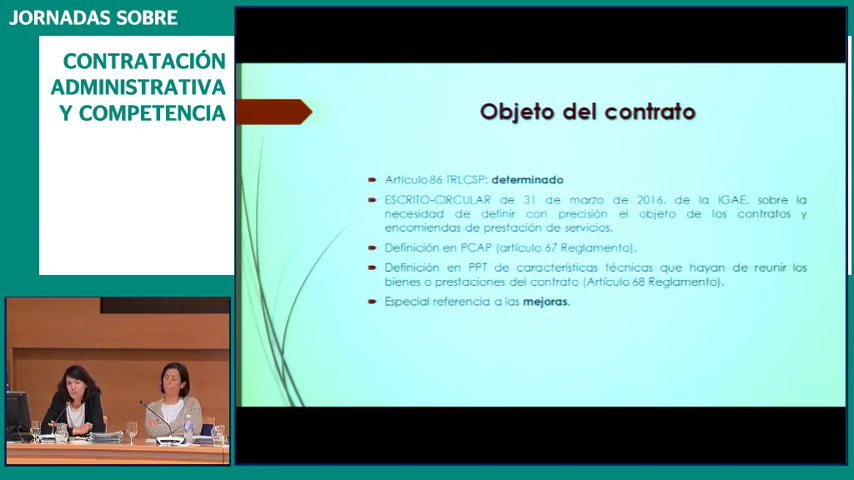 JORNADAS SOBRE
CONTRATACIÓN
ADMINISTRATIVA
Y COMPETENCIA
Objeto del contrato
Artículo 86 TRLCSP: determinado
ESCRITO-CIRCULAR de 31 de marzo de 2016, de la IGAE, sobre la
necesidad de definir con precisión el objeto de los contratos y
encomiendas de prestación de servicios.
Definición en PCAP (artículo 67 Reglamento).
Definición en PPT de características técnicas que hayan de reunir los
bienes o prestaciones del contrato (Artículo 68 Reglamento).
Especial referencia a las mejoras.